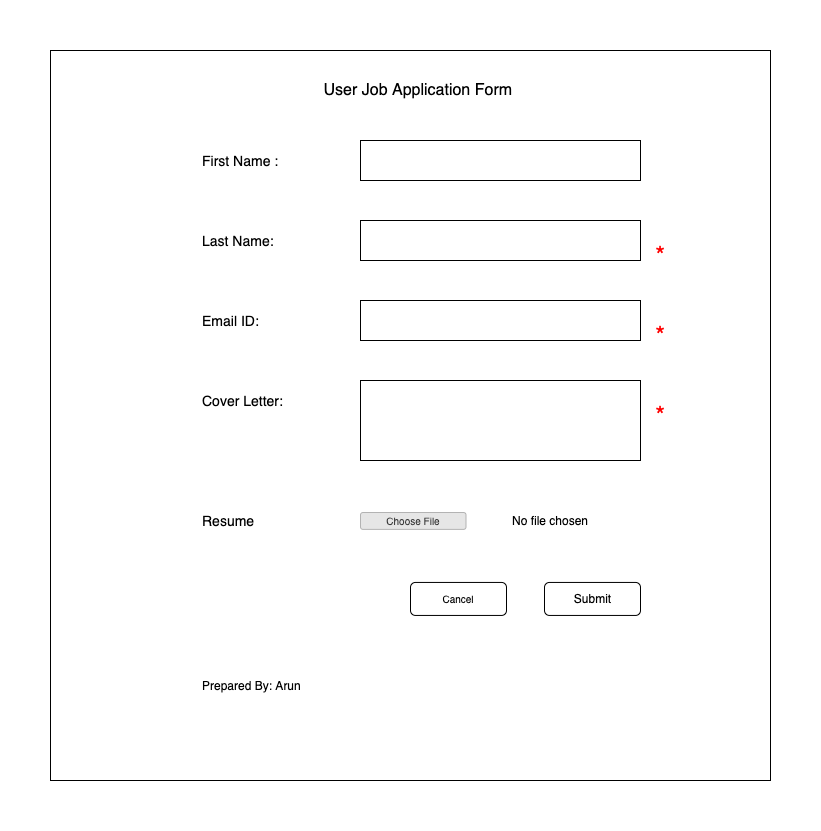 User Job Application Form
First Name :
Last Name:
*
Email ID:
*
Cover Letter:
*
Resume Choose File No file chosen
Cancel Submit
Prepared By: Arun